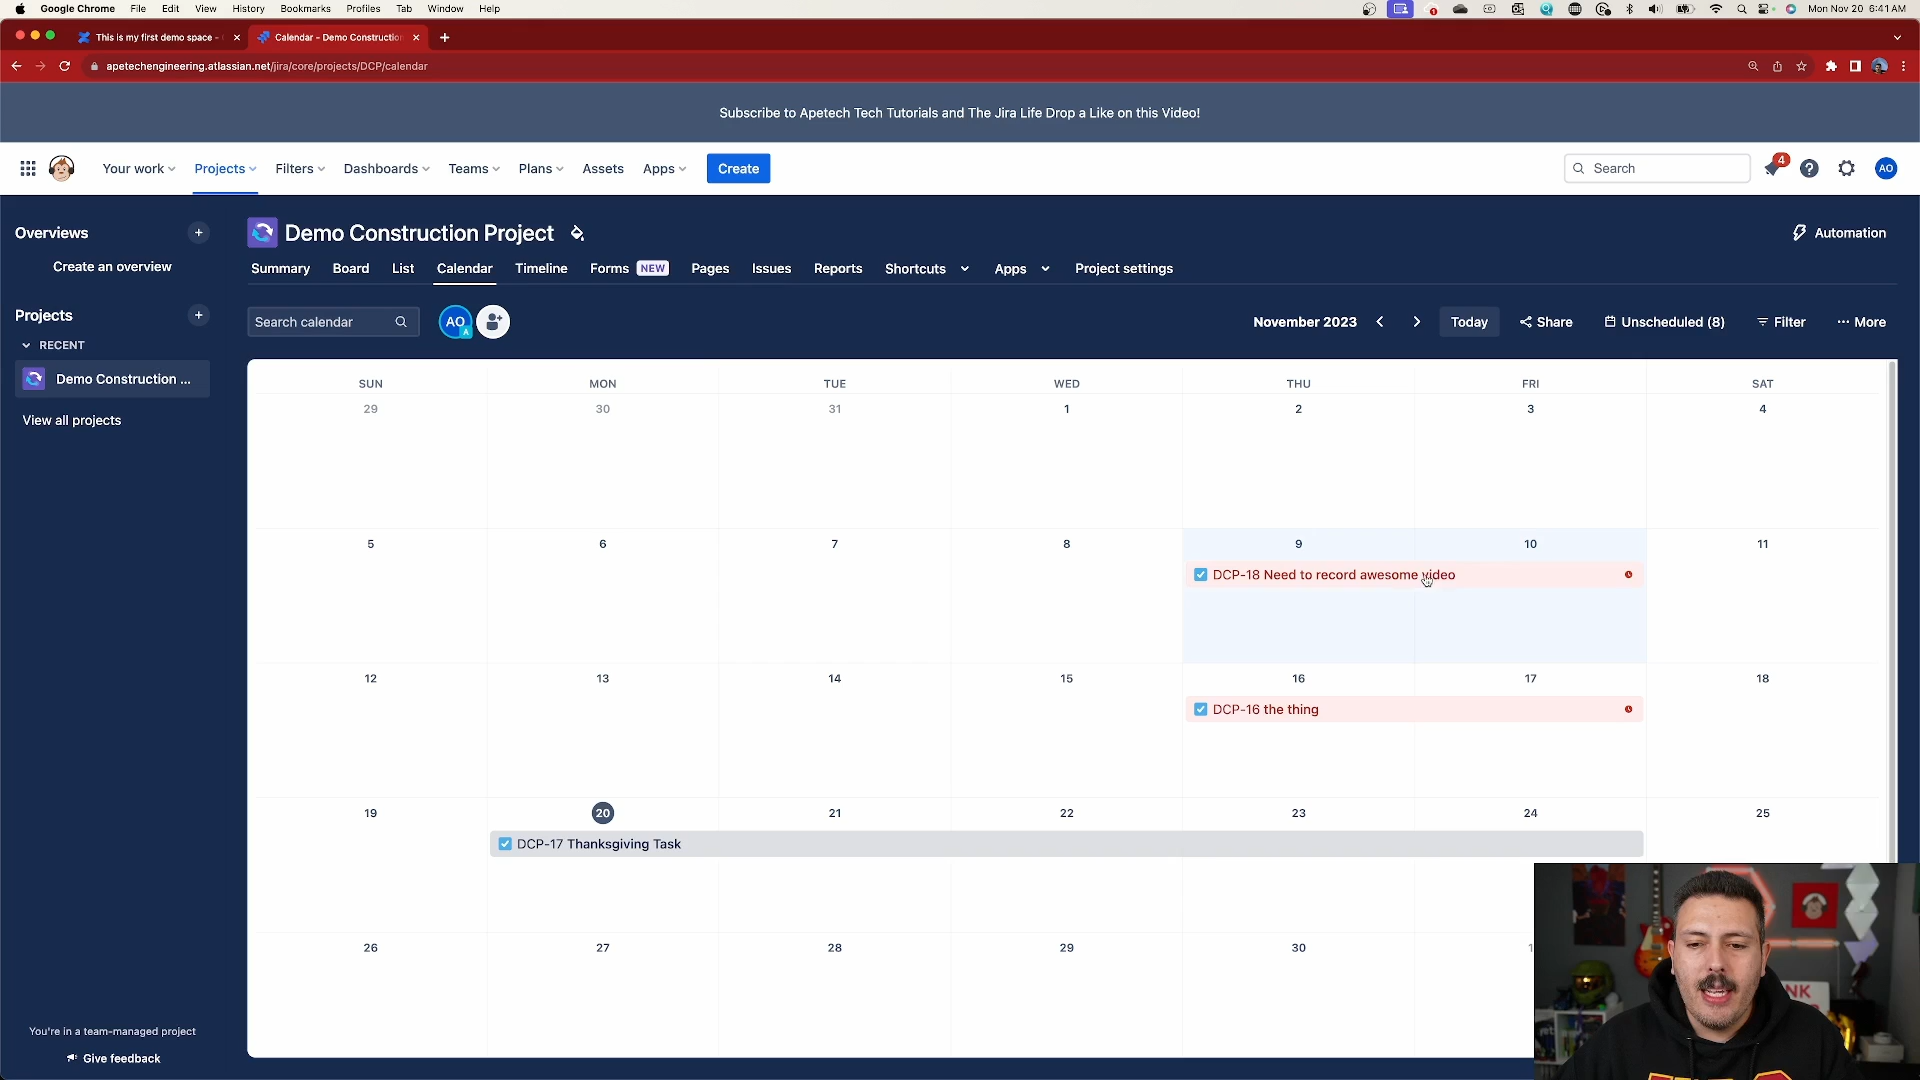 Google Chrome File Edit View History Bookmarks Profiles Tab Window Help
1 Mon Nov 20 6:41 AM
This is my first demo space - Calendar - Demo Construction
apetechengineering.atlassian.net/jira/core/projects/DCP/calendar
Subscribe to Apetech Tech Tutorials and The Jira Life Drop a Like on this Video!
Your work Projects Filters Dashboards Teams Plans Assets Apps Create Search 4 AO
Overviews
Create an overview
Projects
RECENT
Demo Construction ...
View all projects
Demo Construction Project
Automation
Summary Board List Calendar Timeline Forms NEW Pages Issues Reports Shortcuts Apps Project settings
Search calendar AO A November 2023 Today Share Unscheduled (8) Filter More
SUN MON TUE WED THU FRI SAT
29 30 31 1 2 3 4
5 6 7 8 9 10 11
DCP-18 Need to record awesome video
12 13 14 15 16 17 18
DCP-16 the thing
19 20 21 22 23 24 25
DCP-17 Thanksgiving Task
26 27 28 29 30 1
You're in a team-managed project
Give feedback